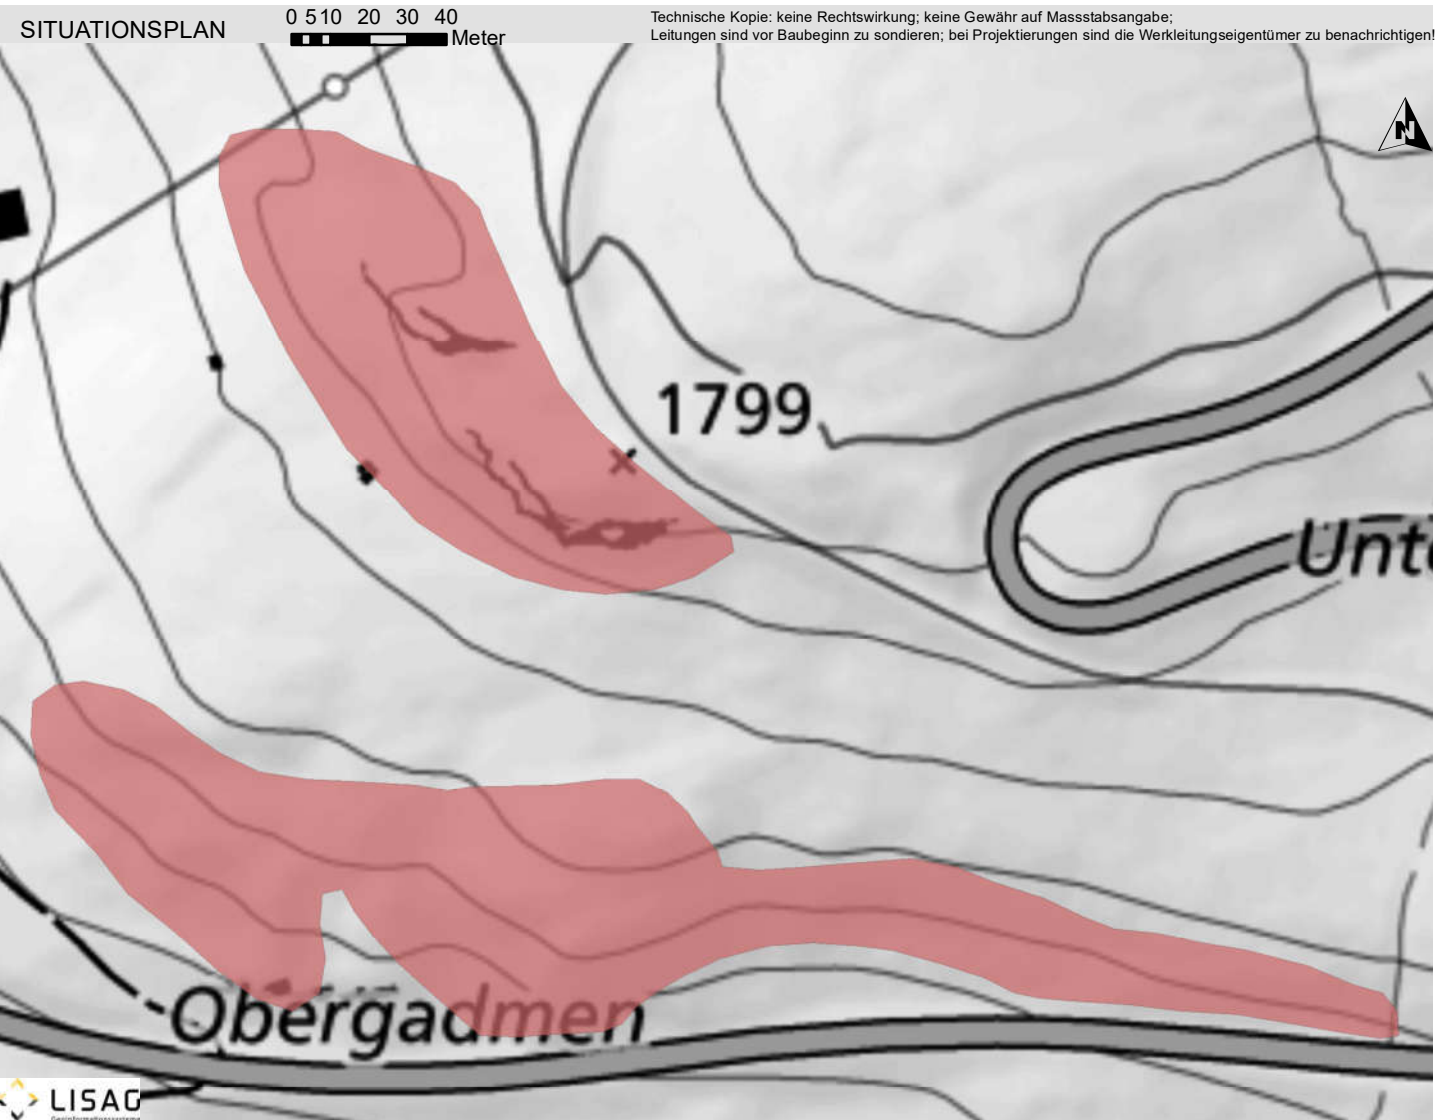 SITUATIONSPLAN
0 5 10 20 30 40
Meter
Technische Kopie: keine Rechtswirkung; keine Gewähr auf Massstabsangabe;
Leitungen sind vor Baubeginn zu sondieren; bei Projektierungen sind die Werkleitungseigentümer zu benachrichtigen!
N
1799
Unte
Obergadmen
LISAG